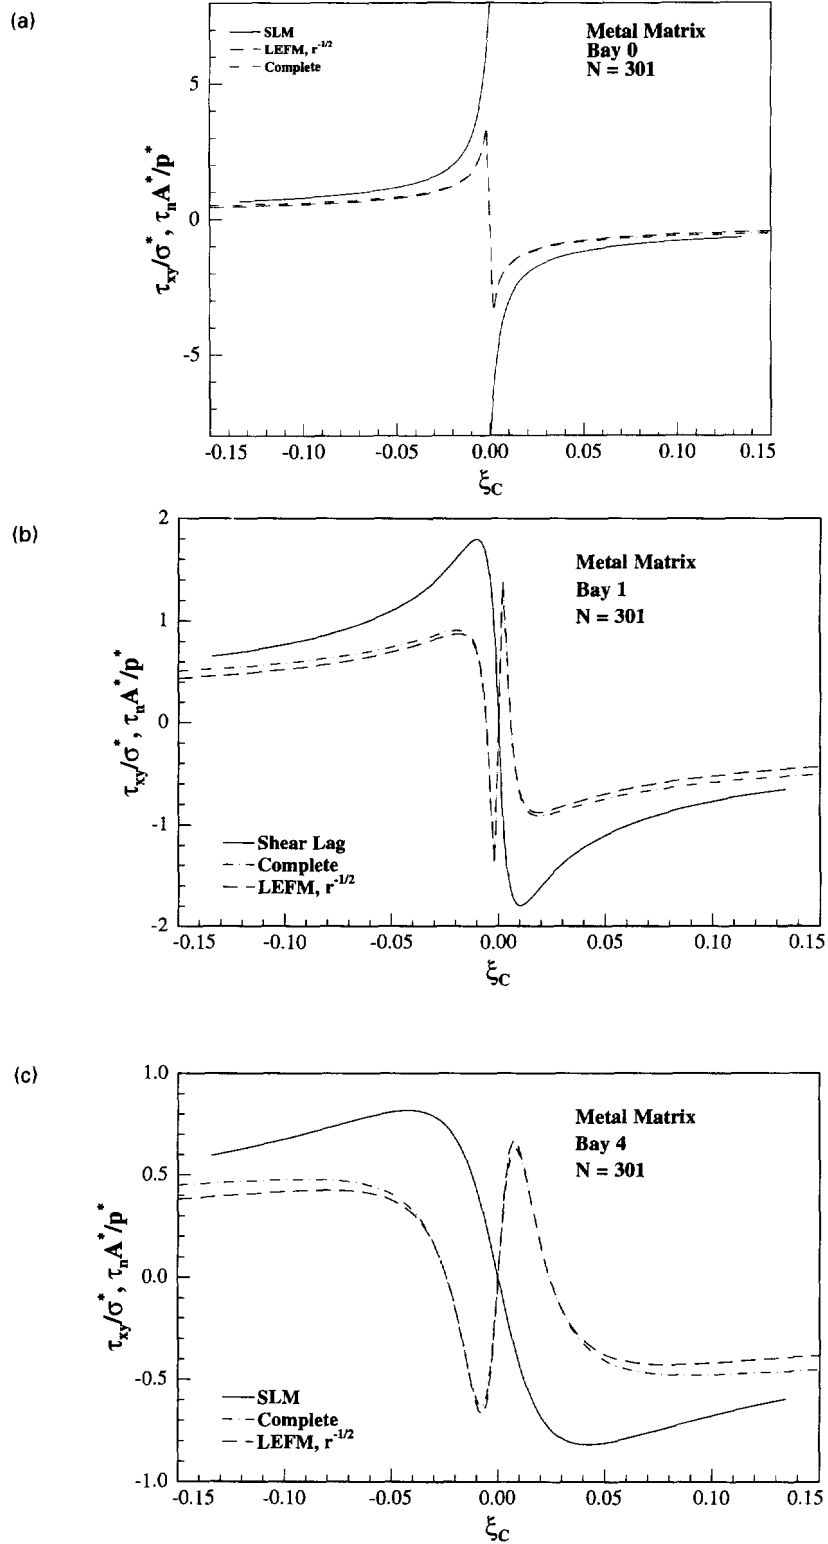 (a)
SLM
LEFM, r^-1/2
Complete
Metal Matrix
Bay 0
N = 301
5
0
-5
τxy/σ*, τnA*/p*
-0.15 -0.10 -0.05 0.00 0.05 0.10 0.15
ξC
(b)
2
1
0
-1
-2
τxy/σ*, τnA*/p*
Metal Matrix
Bay 1
N = 301
Shear Lag
Complete
LEFM, r^-1/2
-0.15 -0.10 -0.05 0.00 0.05 0.10 0.15
ξC
(c)
1.0
0.5
0.0
-0.5
-1.0
τxy/σ*, τnA*/p*
Metal Matrix
Bay 4
N = 301
SLM
Complete
LEFM, r^-1/2
-0.15 -0.10 -0.05 0.00 0.05 0.10 0.15
ξC